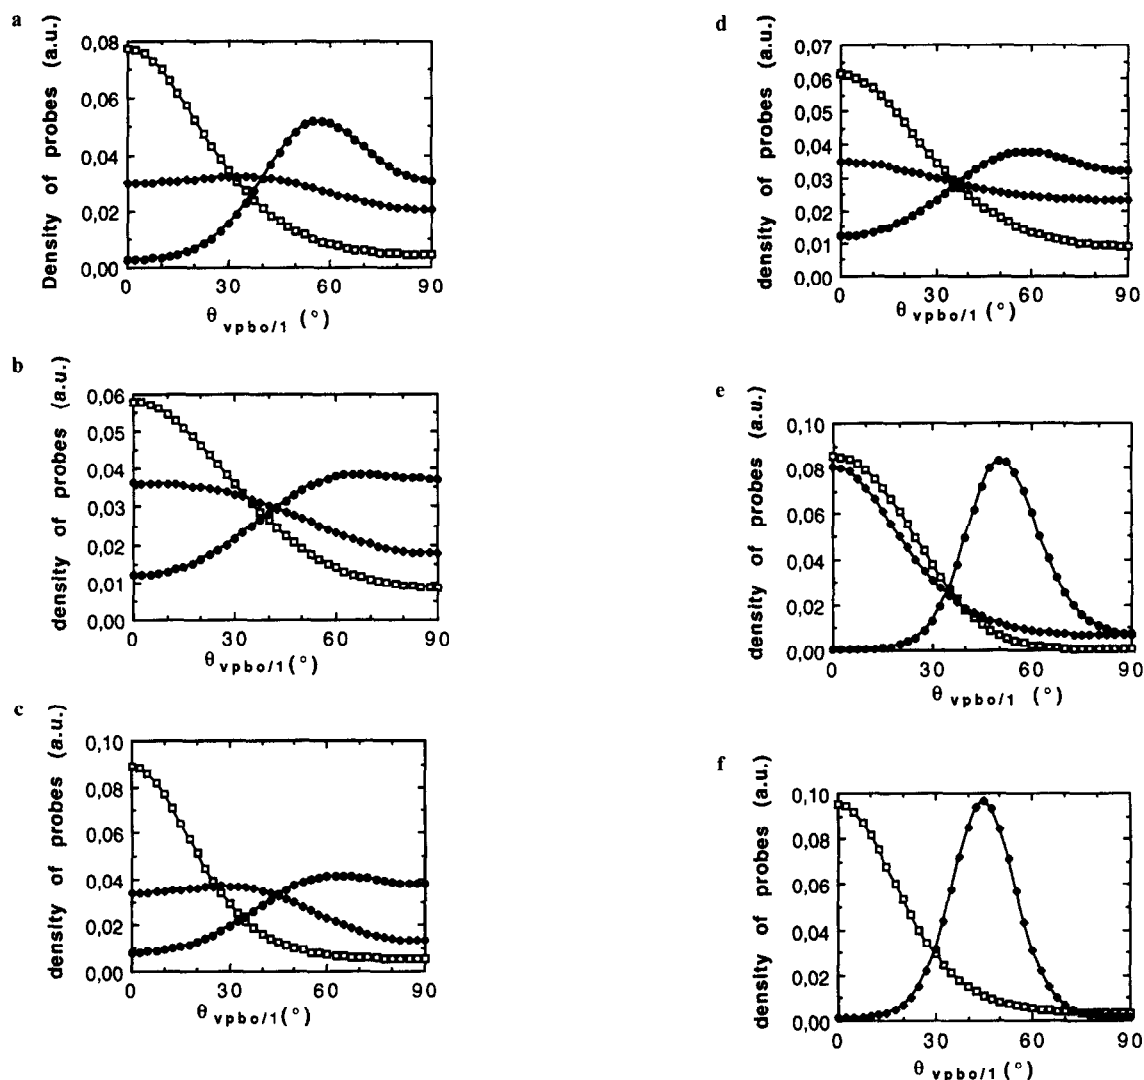 a
Density of probes (a.u.)
0,08
0,06
0,04
0,02
0,00
0 30 60 90
θ vpbo/1 (°)
b
density of probes (a.u.)
0,06
0,05
0,04
0,03
0,02
0,01
0,00
0 30 60 90
θ vpbo/1(°)
c
density of probes (a.u.)
0,10
0,08
0,06
0,04
0,02
0,00
0 30 60 90
θ vpbo/1(°)
d
density of probes (a.u.)
0,07
0,06
0,05
0,04
0,03
0,02
0,01
0,00
0 30 60 90
θ vpbo/1 (°)
e
density of probes (a.u.)
0,10
0,08
0,06
0,04
0,02
0,00
0 30 60 90
θ vpbo/1 (°)
f
density of probes (a.u.)
0,10
0,08
0,06
0,04
0,02
0,00
0 30 60 90
θ vpbo/1 (°)